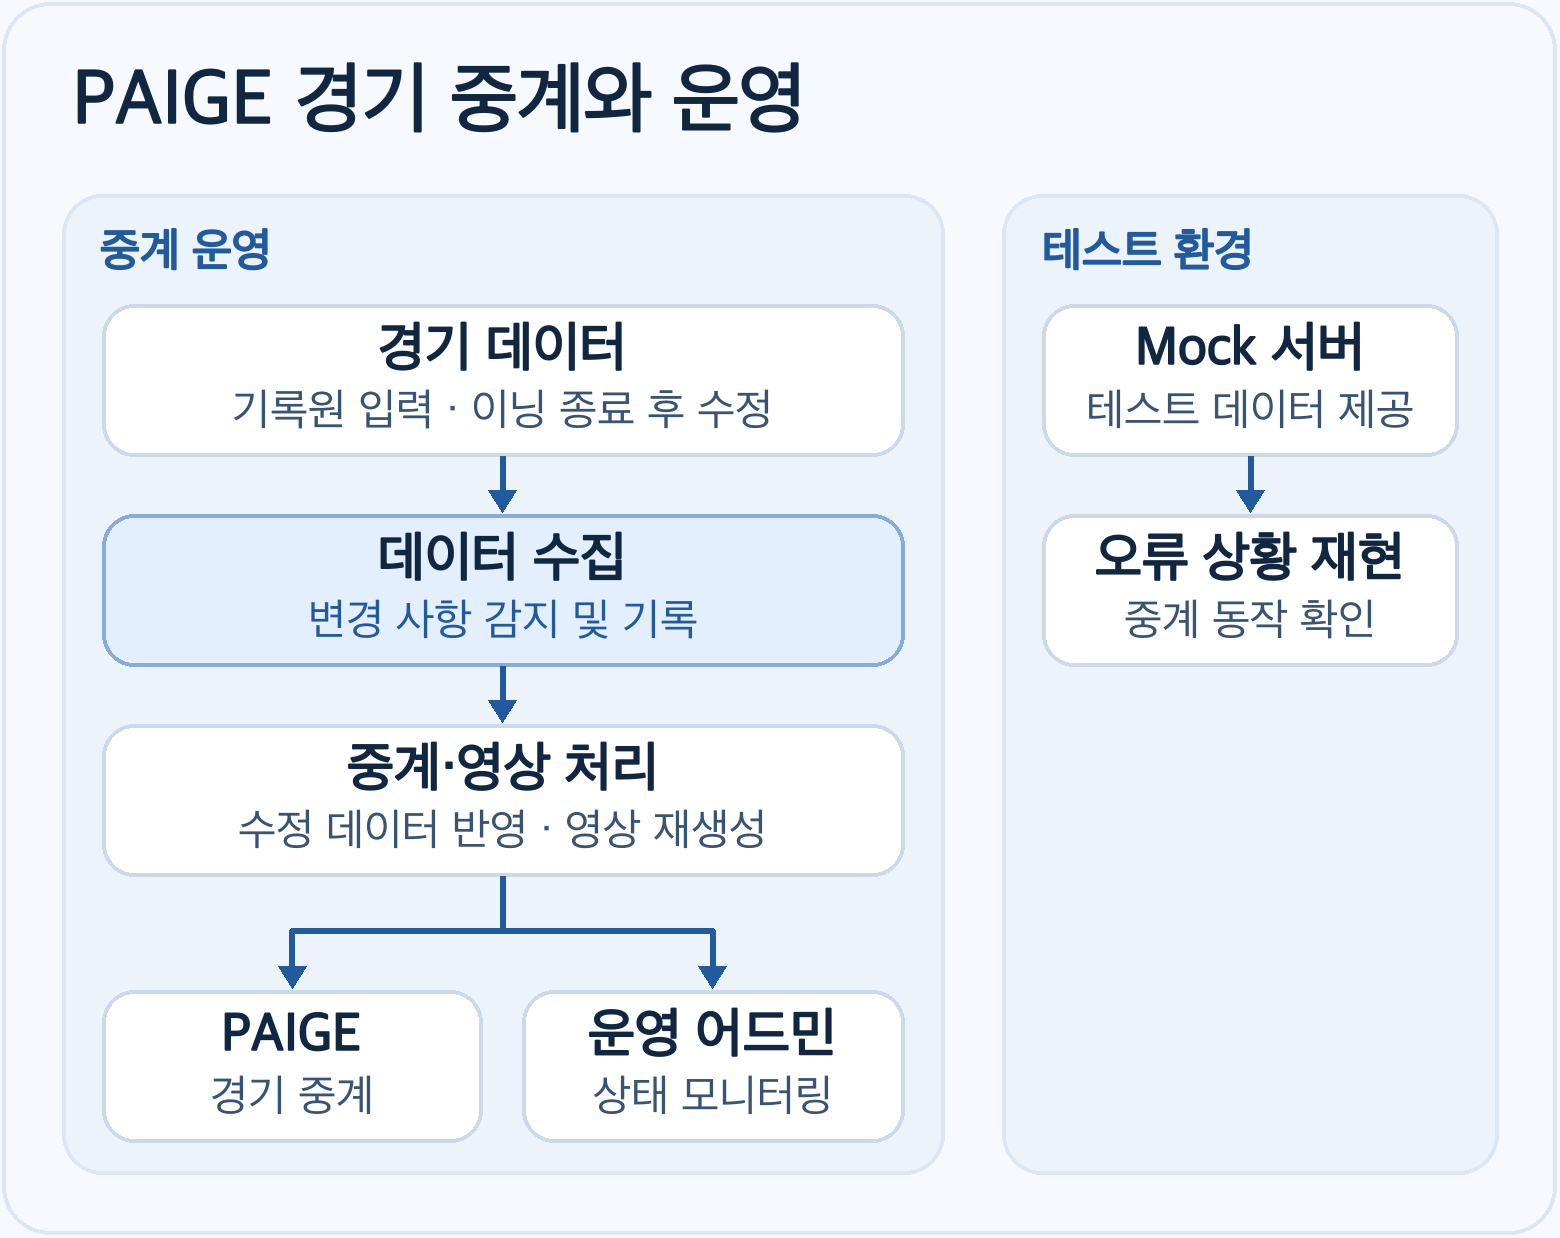 PAIGE 경기 중계와 운영
중계 운영
경기 데이터
기록원 입력 · 이닝 종료 후 수정
데이터 수집
변경 사항 감지 및 기록
중계·영상 처리
수정 데이터 반영 · 영상 재생성
PAIGE
경기 중계
운영 어드민
상태 모니터링
테스트 환경
Mock 서버
테스트 데이터 제공
오류 상황 재현
중계 동작 확인